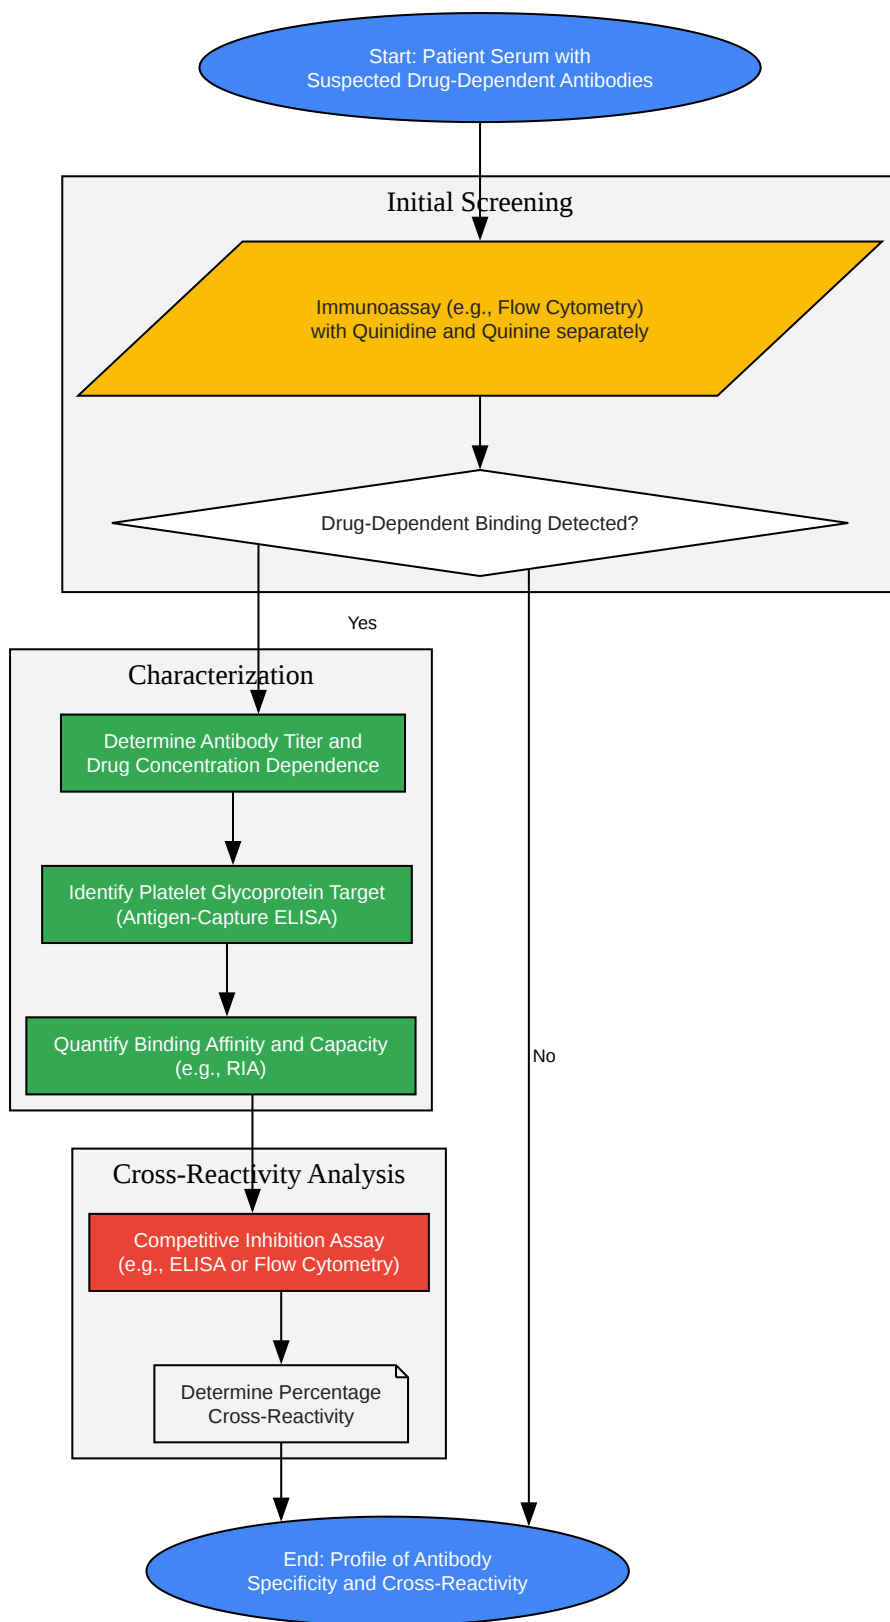 Start: Patient Serum with
Suspected Drug-Dependent Antibodies
Initial Screening
Immunoassay (e.g., Flow Cytometry)
with Quinidine and Quinine separately
Drug-Dependent Binding Detected?
Yes
Characterization
Determine Antibody Titer and
Drug Concentration Dependence
Identify Platelet Glycoprotein Target
(Antigen-Capture ELISA)
Quantify Binding Affinity and Capacity
(e.g., RIA)
No
Cross-Reactivity Analysis
Competitive Inhibition Assay
(e.g., ELISA or Flow Cytometry)
Determine Percentage
Cross-Reactivity
End: Profile of Antibody
Specificity and Cross-Reactivity